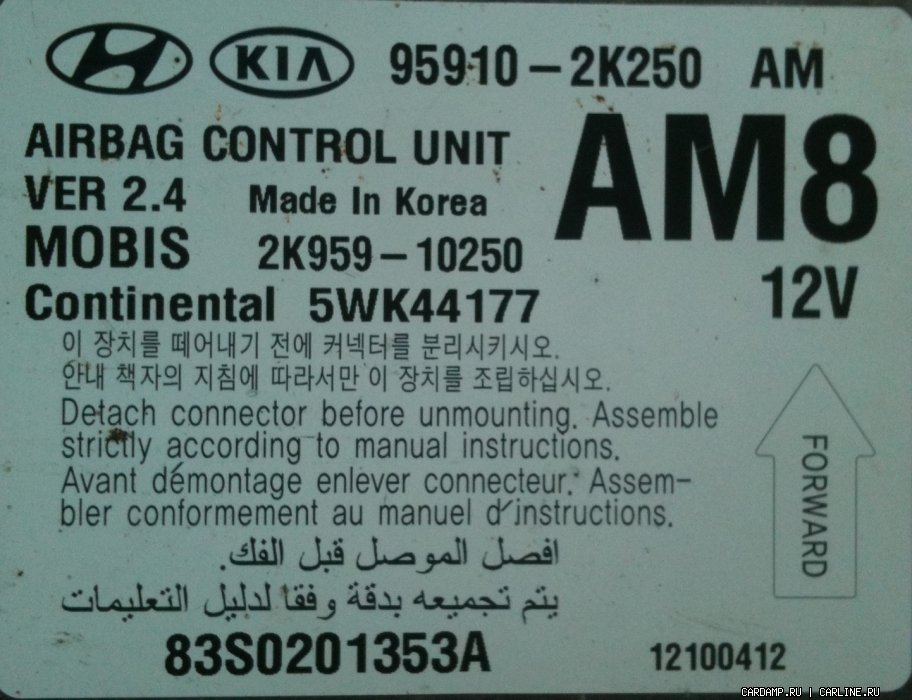 KIA 95910-2K250 AM
AIRBAG CONTROL UNIT
AM8
VER 2.4 Made In Korea
MOBIS 2K959-10250
12V
Continental 5WK44177
이 장치를 떼어내기 전에 커넥터를 분리시키시오.
안내 책자의 지침에 따라서만 이 장치를 조립하십시오.
Detach connector before unmounting. Assemble
strictly according to manual instructions.
Avant démontage enlever connecteur. Assem-
bler conformement au manuel d'instructions.
FORWARD
افصل الموصل قبل الفك.
يتم تجميعه بدقة وفقا لدليل التعليمات
83S0201353A 12100412
CARDAMP.RU | CARLINE.RU